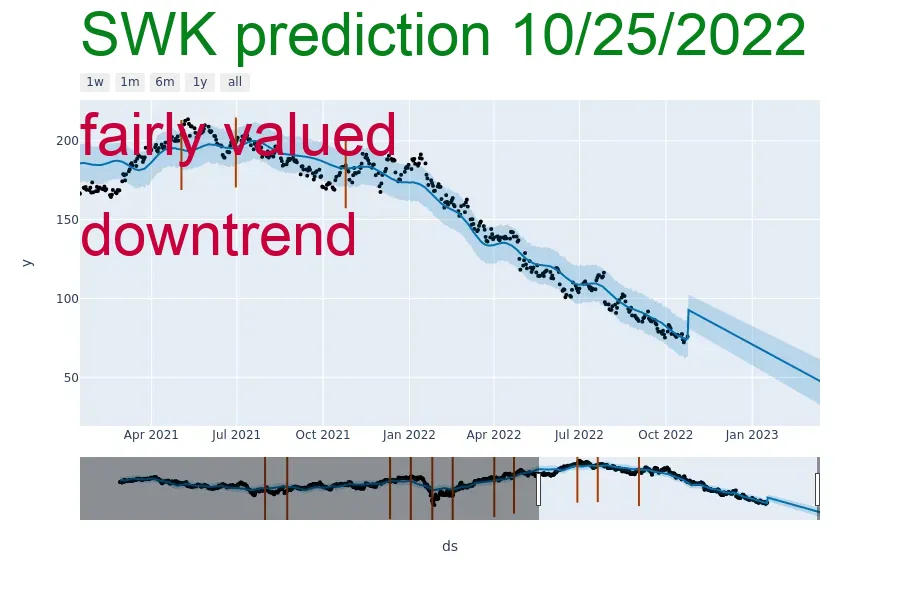 SWK prediction 10/25/2022
1w 1m 6m 1y all
fairly valued
downtrend
200
150
100
50
y
Apr 2021 Jul 2021 Oct 2021 Jan 2022 Apr 2022 Jul 2022 Oct 2022 Jan 2023
ds